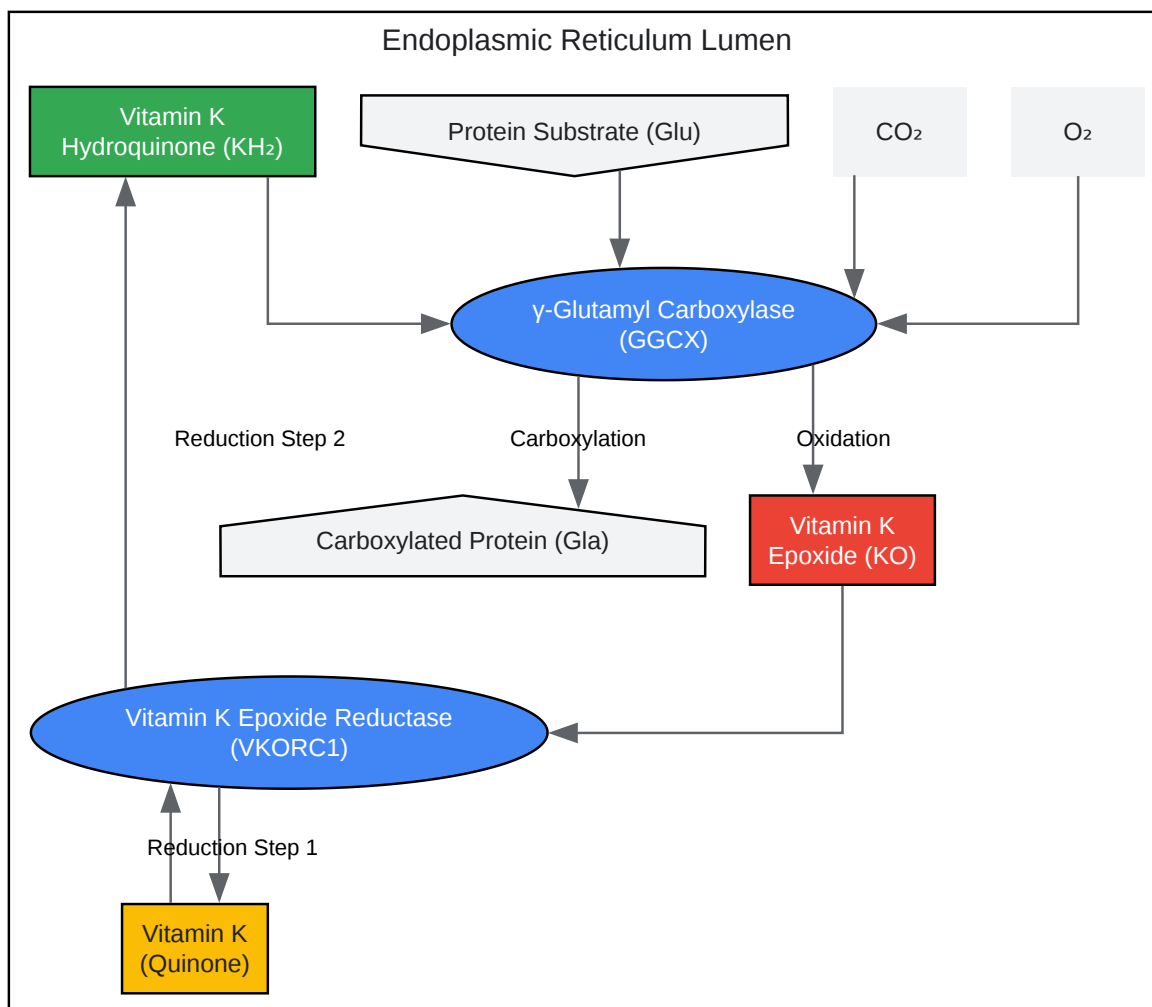 Endoplasmic Reticulum Lumen
Vitamin K
Hydroquinone (KH₂)
Protein Substrate (Glu)
CO₂
O₂
γ-Glutamyl Carboxylase
(GGCX)
Reduction Step 2
Carboxylation
Oxidation
Carboxylated Protein (Gla)
Vitamin K
Epoxide (KO)
Vitamin K Epoxide Reductase
(VKORC1)
Reduction Step 1
Vitamin K
(Quinone)